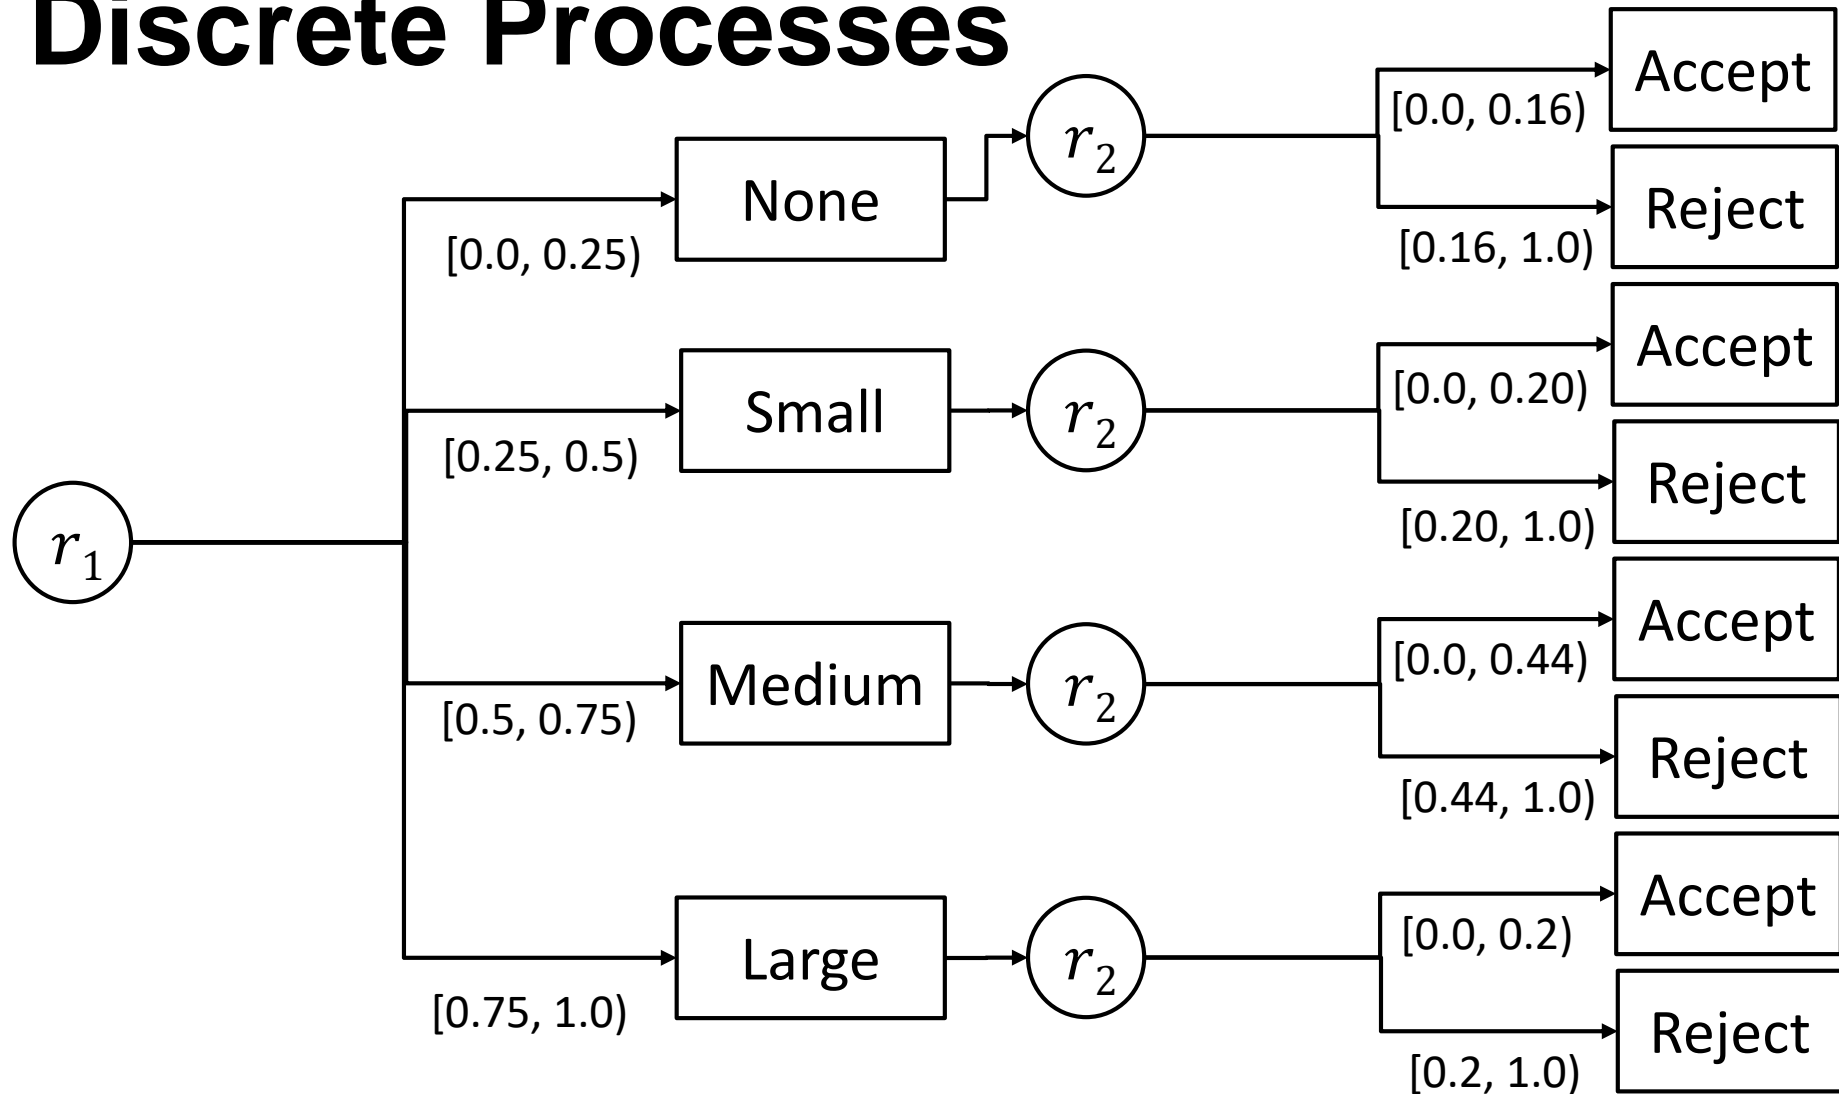 Discrete Processes
r1
[0.0, 0.25)
None
r2
[0.0, 0.16)
Accept
[0.16, 1.0)
Reject
[0.25, 0.5)
Small
r2
[0.0, 0.20)
Accept
[0.20, 1.0)
Reject
[0.5, 0.75)
Medium
r2
[0.0, 0.44)
Accept
[0.44, 1.0)
Reject
[0.75, 1.0)
Large
r2
[0.0, 0.2)
Accept
[0.2, 1.0)
Reject